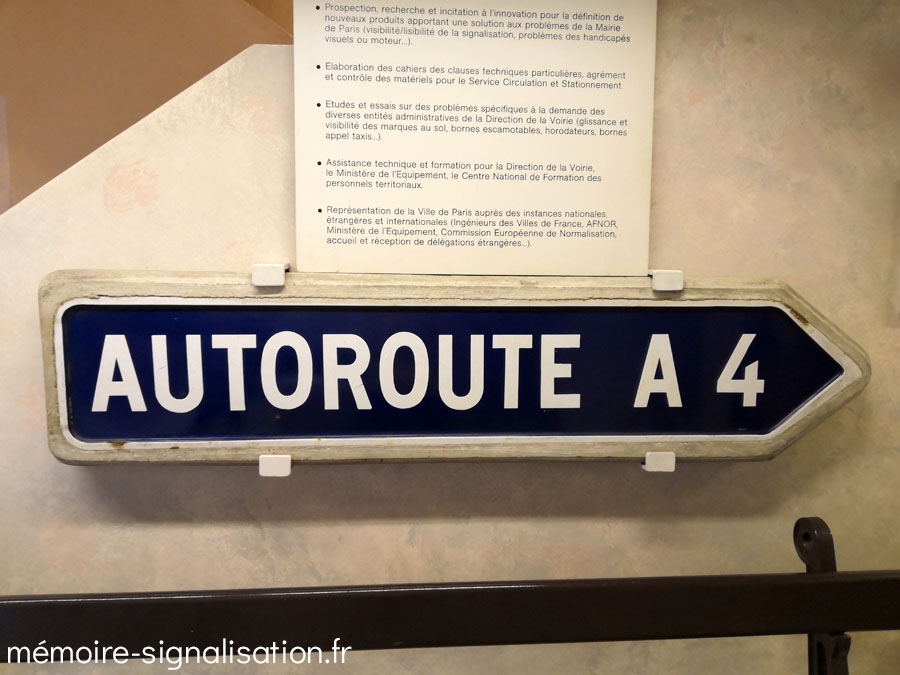 • Prospection, recherche et incitation à l'innovation pour la définition de
nouveaux produits apportant une solution aux problèmes de la Mairie
de Paris (visibilité/lisibilité de la signalisation, problèmes des handicapés
visuels ou moteur...).
• Elaboration des cahiers des clauses techniques particulières, agrément
et contrôle des matériels pour le Service Circulation et Stationnement
• Etudes et essais sur des problèmes spécifiques à la demande des
diverses entités administratives de la Direction de la Voirie (glissance et
visibilité des marques au sol, bornes escamotables, horodateurs, bornes
appel taxis...).
• Assistance technique et formation pour la Direction de la Voirie,
le Ministère de l'Equipement, le Centre National de Formation des
personnels territoriaux.
• Représentation de la Ville de Paris auprès des instances nationales,
étrangères et internationales (Ingénieurs des Villes de France, AFNOR,
Ministère de l'Equipement, Commission Européenne de Normalisation,
accueil et réception de délégations étrangères...).
AUTOROUTE A 4
mémoire-signalisation.fr